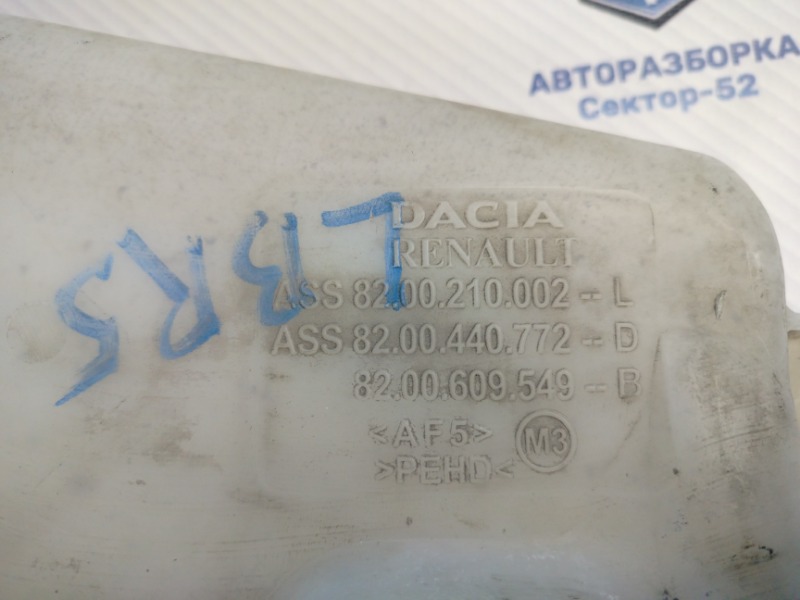 АВТОРАЗБОРКА
Сектор-52
DACIA
RENAULT
ASS 82.00.210.002--L
ASS 82.00.440.772--D
82.00.609.549--B
<AF5> M3
>PEHD<
LBRS